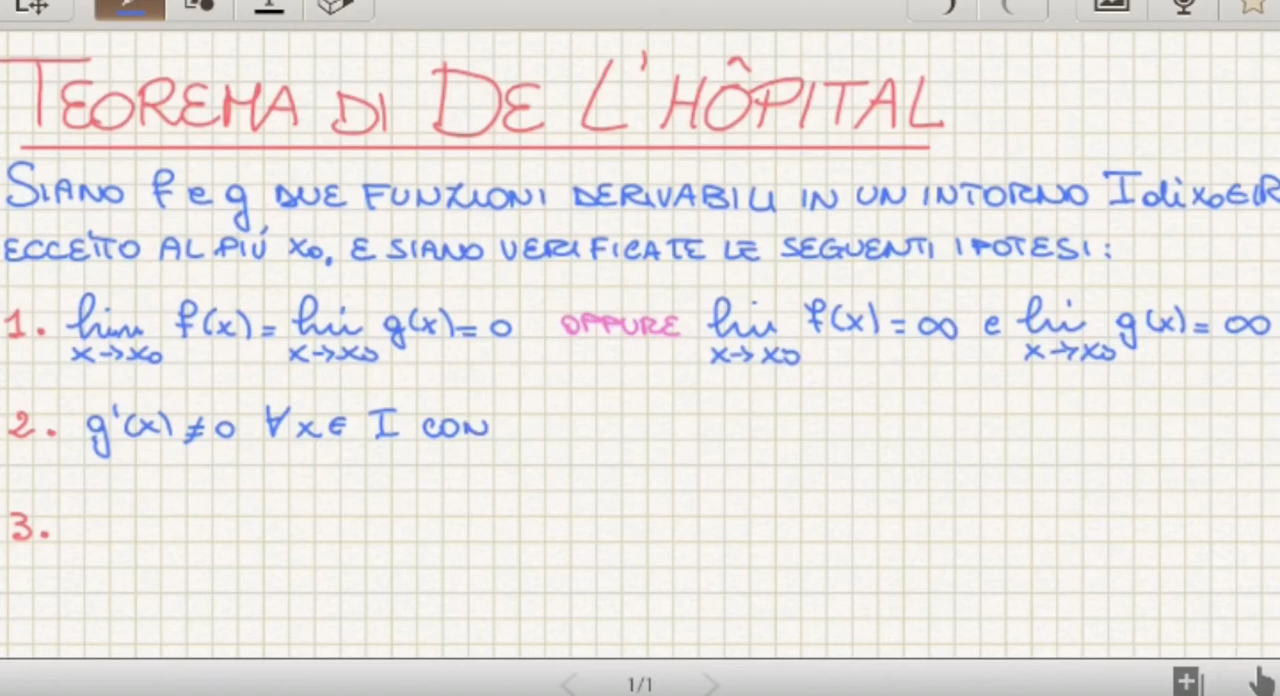 TEOREMA DI DE L'HÔPITAL
SIANO f e g DUE FUNZIONI DERIVABILI IN UN INTORNO I di x₀∈ℝ
ECCETTO AL PIÚ x₀, E SIANO VERIFICATE LE SEGUENTI IPOTESI:
1. lim x→x₀ f(x) = lim x→x₀ g(x) = 0 OPPURE lim x→x₀ f(x) = ∞ e lim x→x₀ g(x) = ∞
2. g'(x) ≠ 0 ∀x∈ I CON
3.
1/1